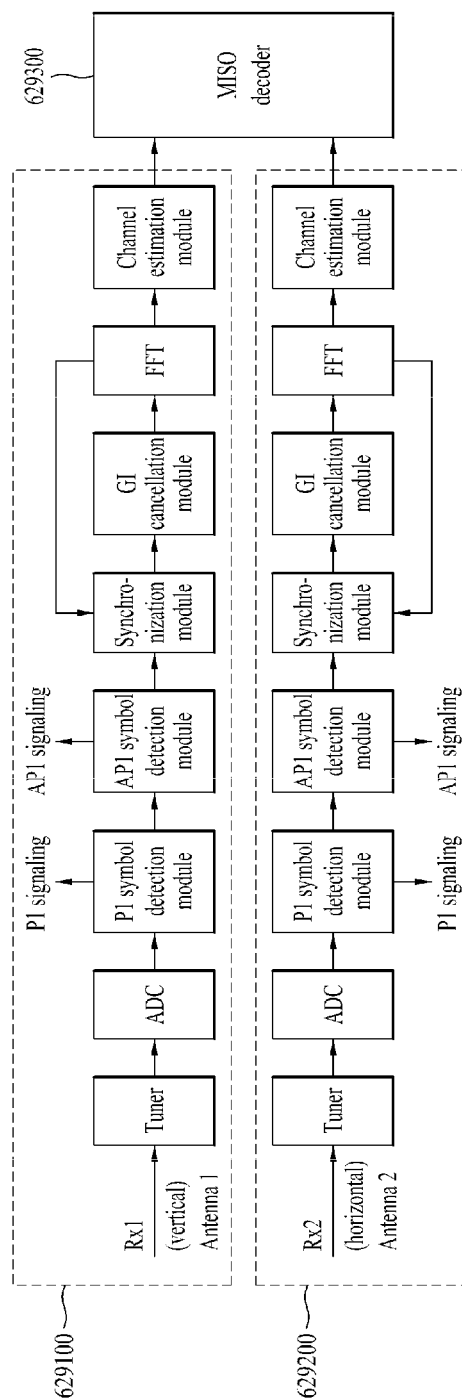 629100
Rx1
(vertical)
Antenna 1
Tuner
ADC
P1 symbol
detection
module
P1 signaling
AP1 symbol
detection
module
AP1 signaling
Synchro-
nization
module
GI
cancellation
module
FFT
Channel
estimation
module
629200
Rx2
(horizontal)
Antenna 2
Tuner
ADC
P1 symbol
detection
module
P1 signaling
AP1 symbol
detection
module
AP1 signaling
Synchro-
nization
module
GI
cancellation
module
FFT
Channel
estimation
module
MISO
decoder
629300